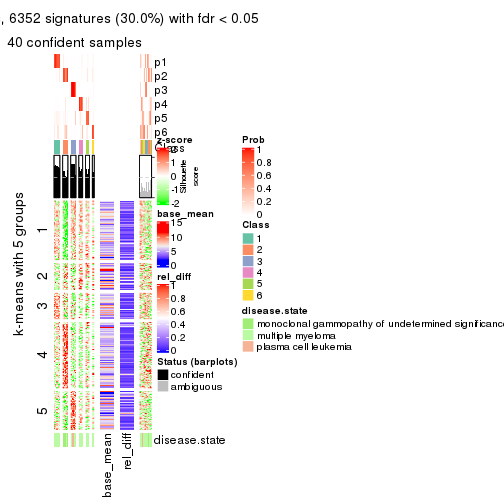 , 6352 signatures (30.0%) with fdr < 0.05
40 confident samples
p1
p2
p3
p4
p5
p6
Class
Silhouette
score
z-score
2
1
0
-1
-2
base_mean
15
10
5
0
rel_diff
1
0.8
0.6
0.4
0.2
0
Status (barplots)
confident
ambiguous
Prob
1
0.8
0.6
0.4
0.2
0
Class
1
2
3
4
5
6
disease.state
monoclonal gammopathy of undetermined significance
multiple myeloma
plasma cell leukemia
k-means with 5 groups
1
2
3
4
5
base_mean
rel_diff
disease.state